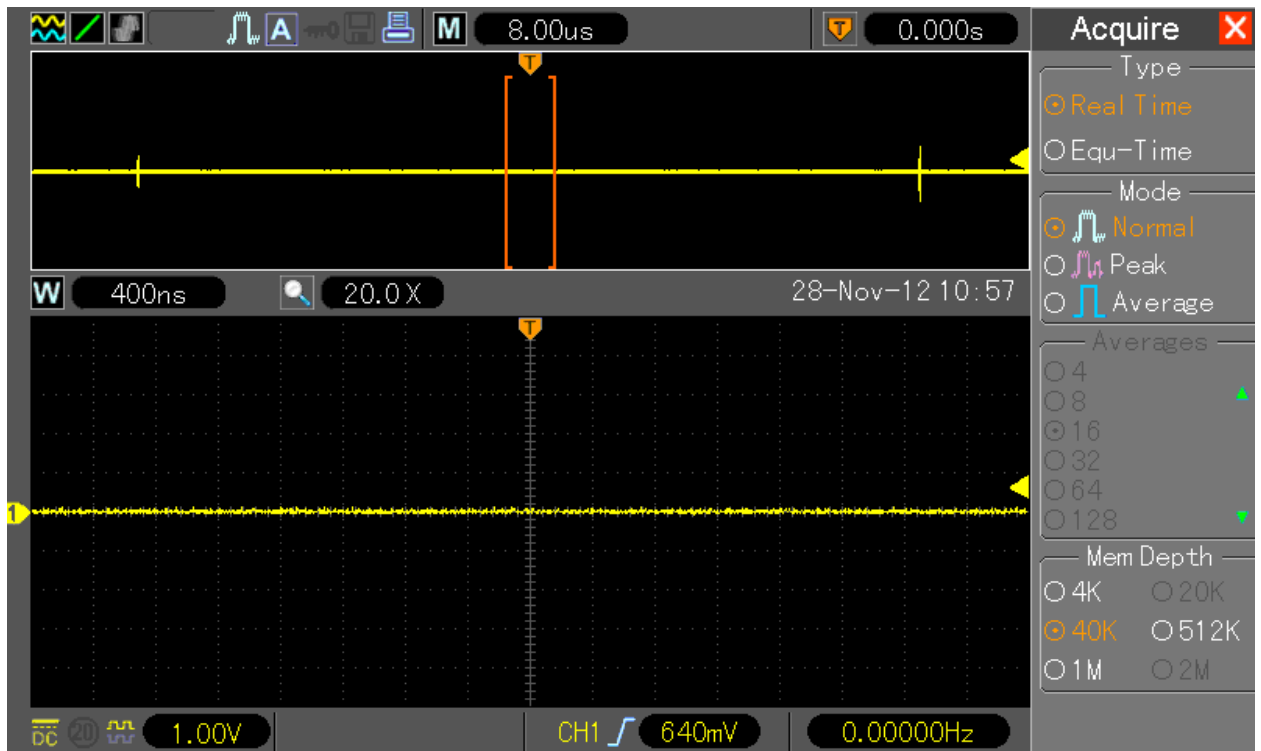 A M 8.00us T 0.000s
Acquire X
T
Type
Real Time
Equ-Time
Mode
Normal
Peak
Average
W 400ns 20.0X 28-Nov-12 10:57
T
Averages
4
8
16
32
64
128
1
Mem Depth
4K 20K
40K 512K
1M 2M
DC 20 1.00V CH1 640mV 0.00000Hz